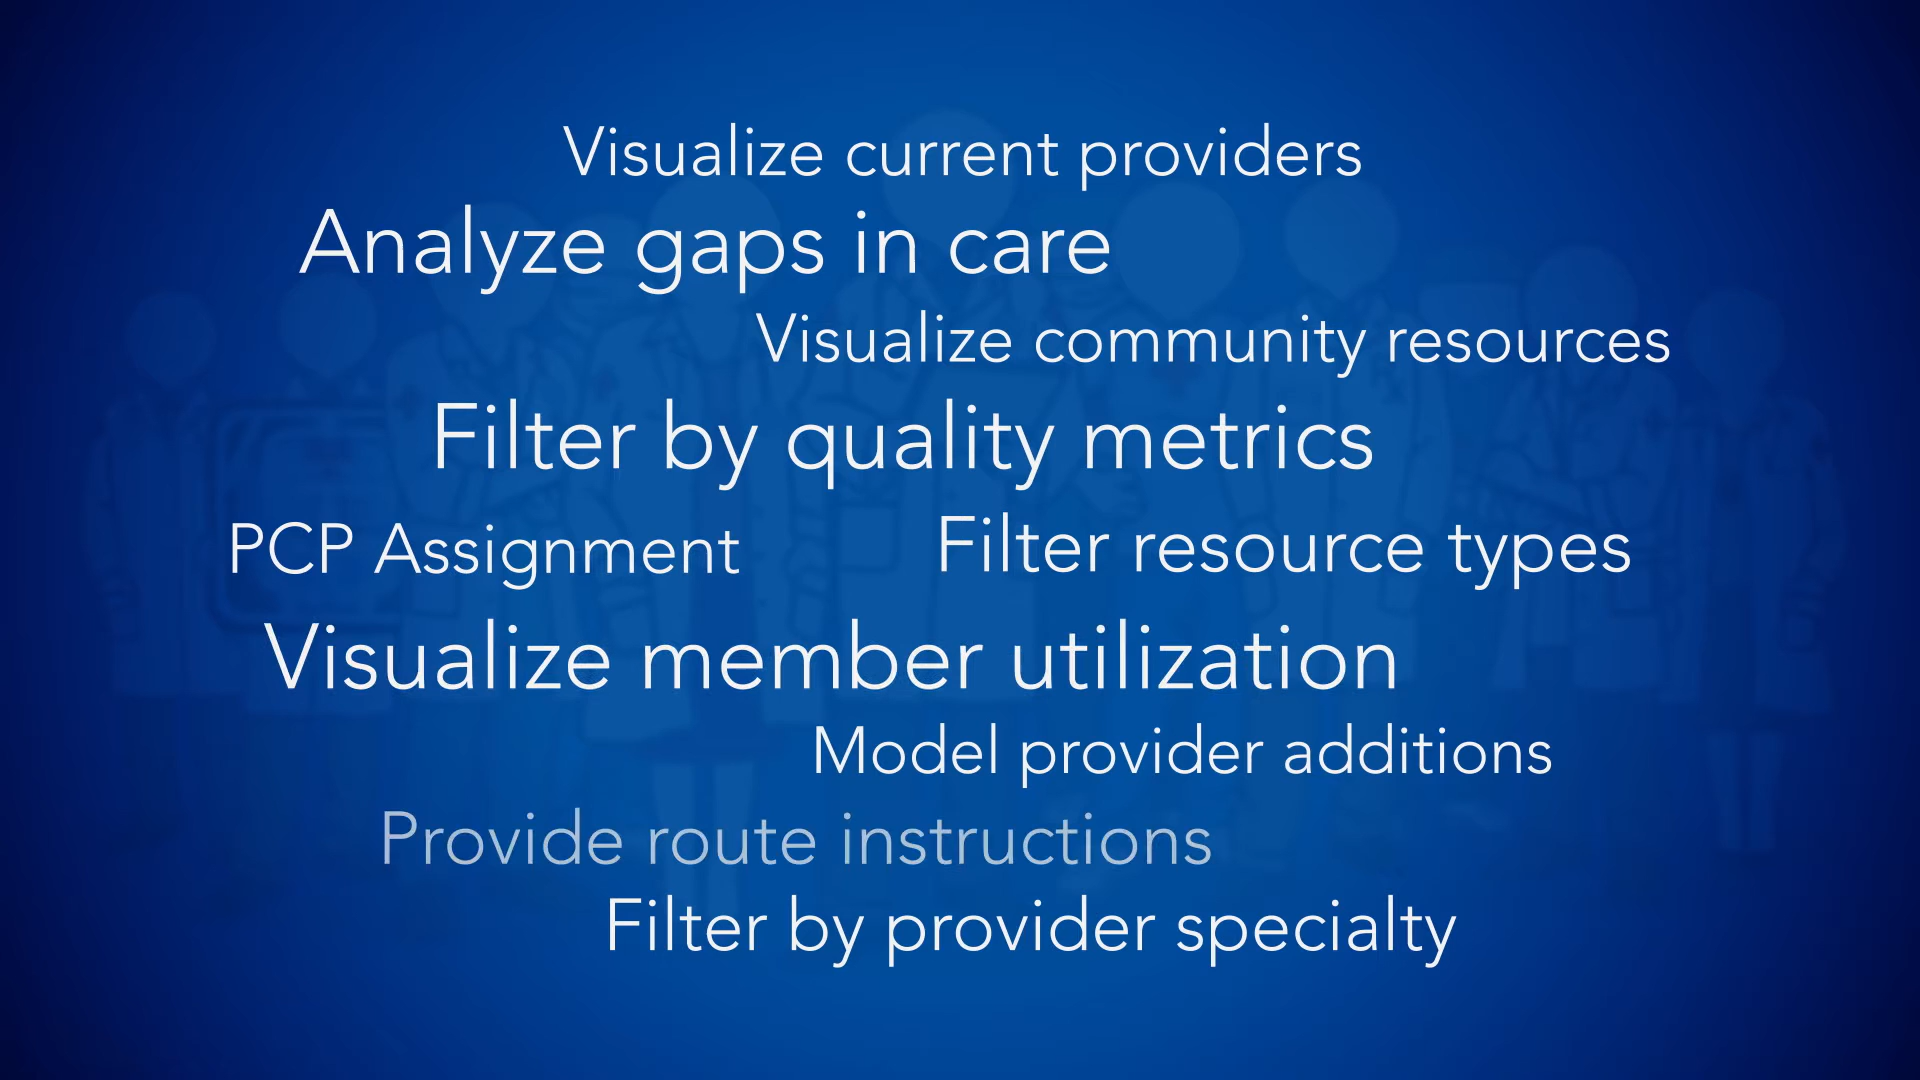 Visualize current providers
Analyze gaps in care
Visualize community resources
Filter by quality metrics
PCP Assignment
Filter resource types
Visualize member utilization
Model provider additions
Provide route instructions
Filter by provider specialty